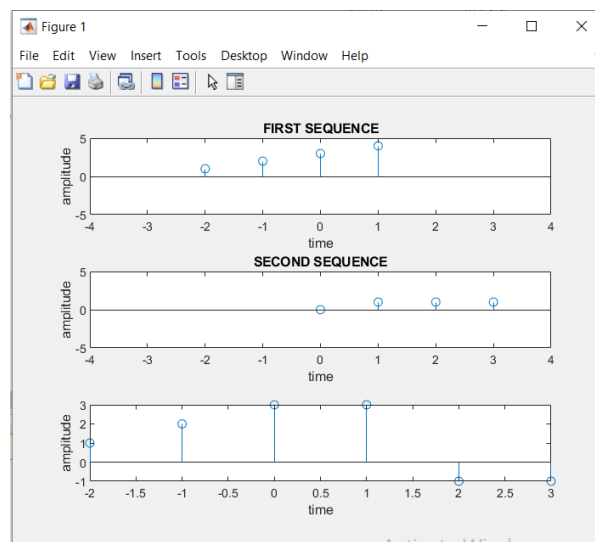 Figure 1
File Edit View Insert Tools Desktop Window Help
FIRST SEQUENCE
5
0
-5
amplitude
-4 -3 -2 -1 0 1 2 3 4
time
SECOND SEQUENCE
5
0
-5
amplitude
-4 -3 -2 -1 0 1 2 3 4
time
3
2
1
0
-1
amplitude
-2 -1.5 -1 -0.5 0 0.5 1 1.5 2 2.5 3
time